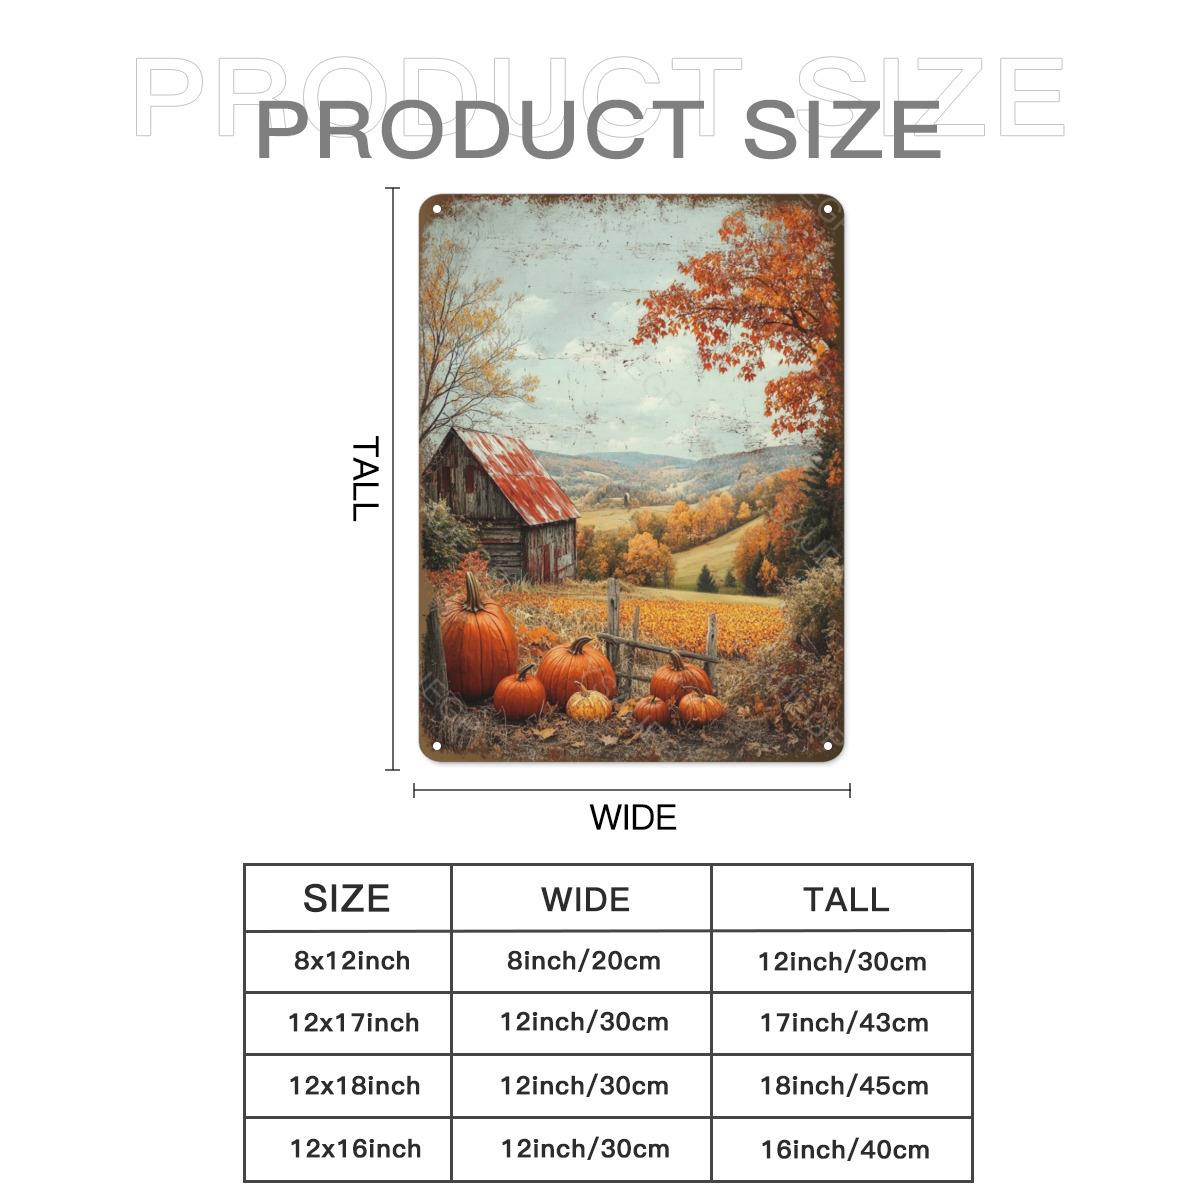 PRODUCT SIZE
PRODUCT SIZE
TALL
WIDE
SIZE WIDE TALL
8x12inch 8inch/20cm 12inch/30cm
12x17inch 12inch/30cm 17inch/43cm
12x18inch 12inch/30cm 18inch/45cm
12x16inch 12inch/30cm 16inch/40cm